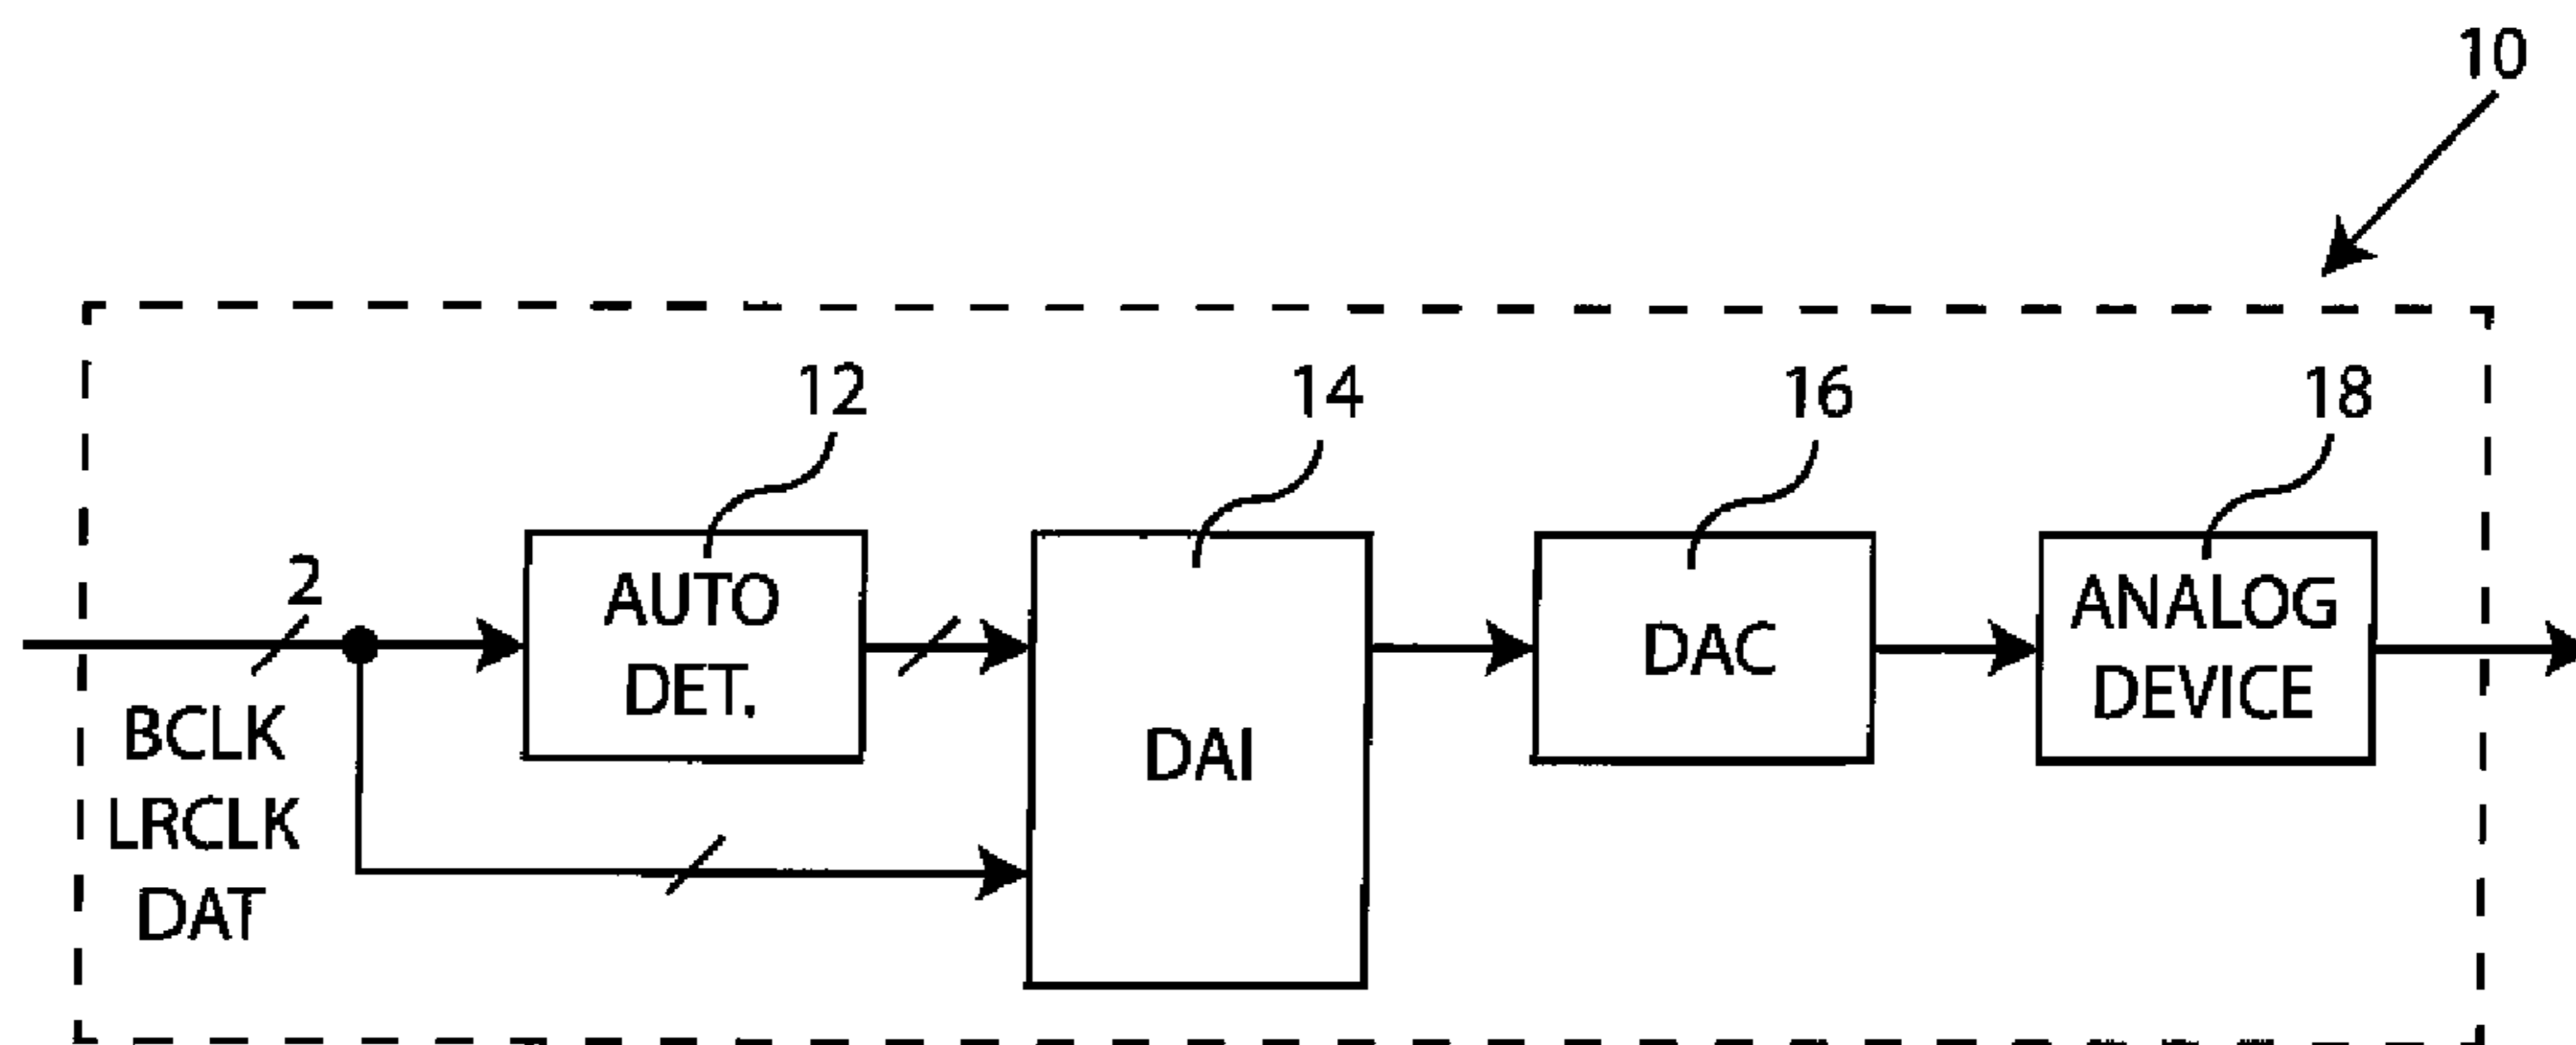 10
12
14
16
18
2
AUTO
DET.
DAI
DAC
ANALOG
DEVICE
BCLK
LRCLK
DAT